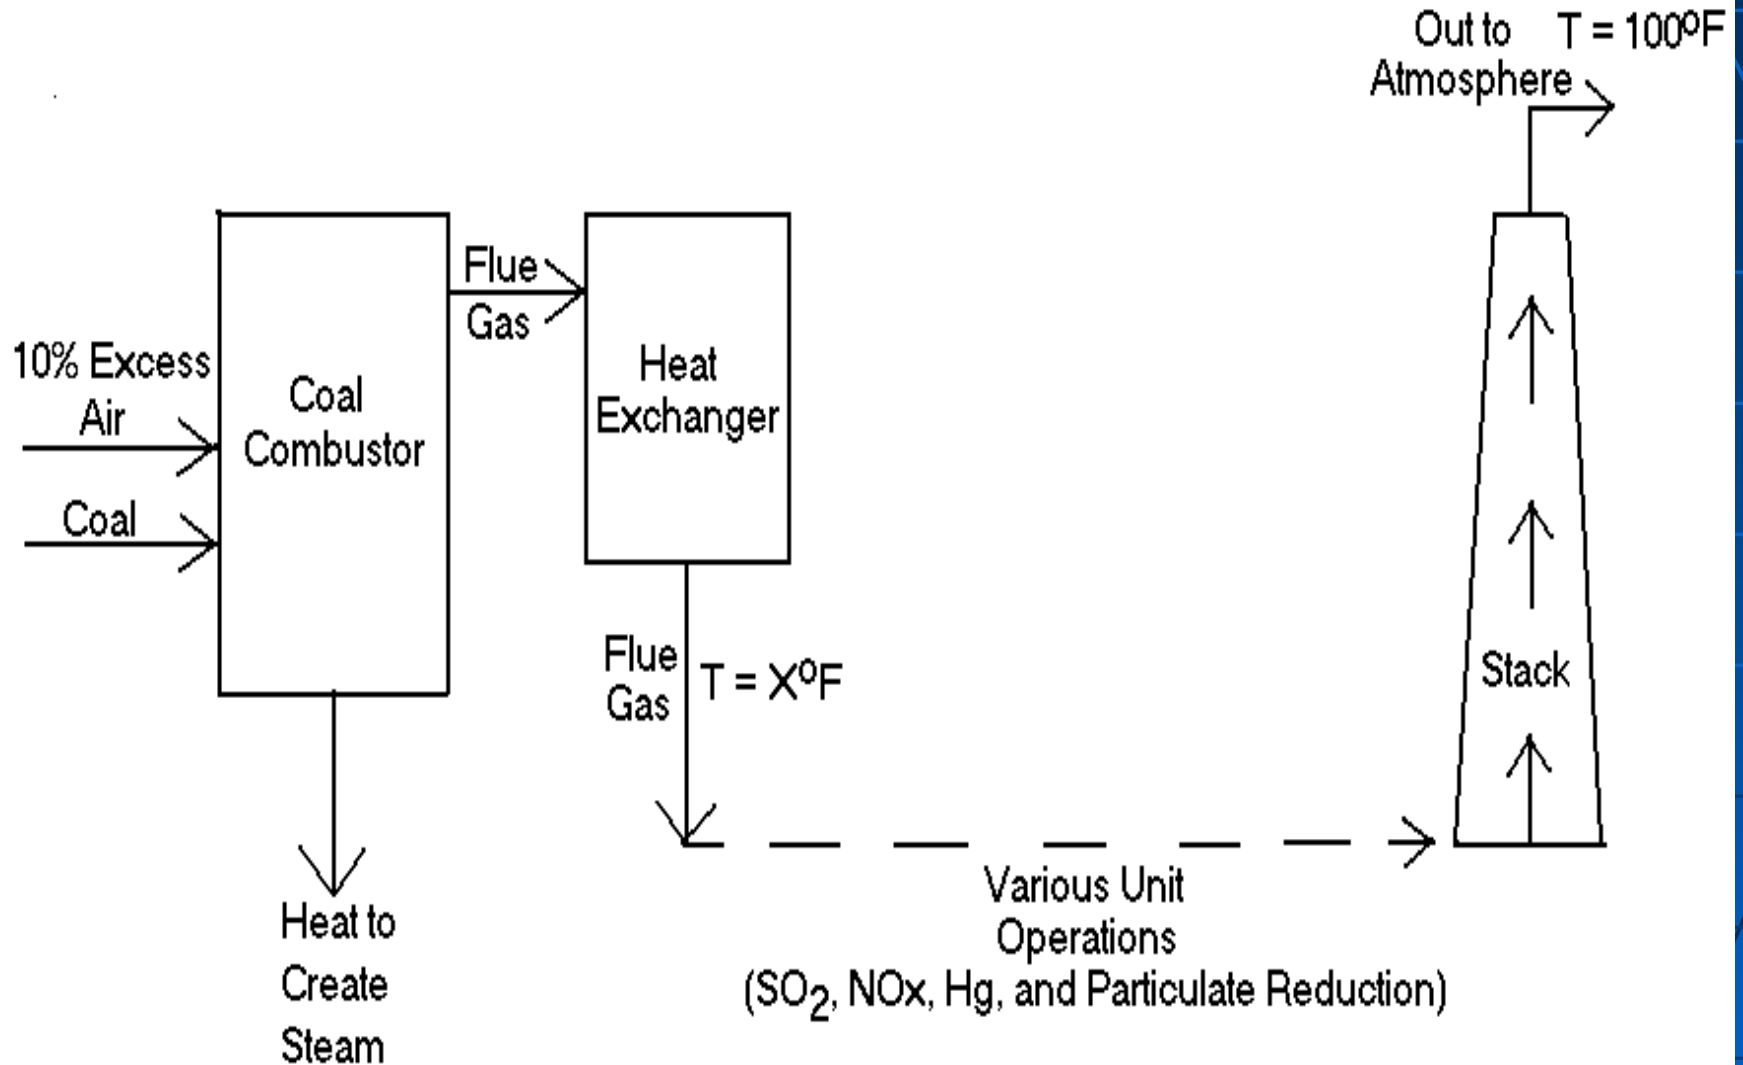 Out to T = 100ºF
Atmosphere
Flue
Gas
10% Excess
Air
Coal
Combustor
Heat
Exchanger
Coal
Flue
Gas
T = XºF
Stack
Various Unit
Operations
(SO2, NOx, Hg, and Particulate Reduction)
Heat to
Create
Steam